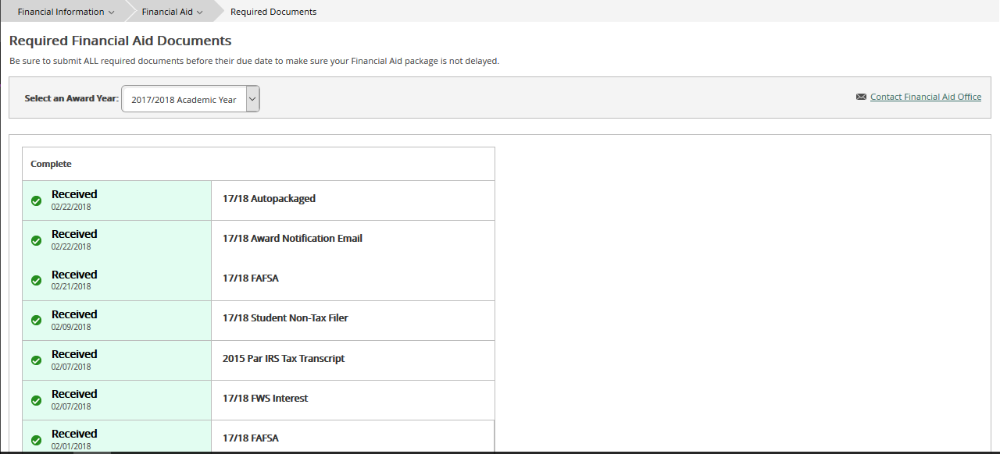 Financial Information Financial Aid Required Documents
Required Financial Aid Documents
Be sure to submit ALL required documents before their due date to make sure your Financial Aid package is not delayed.
Select an Award Year: 2017/2018 Academic Year Contact Financial Aid Office
Complete
Received 17/18 Autopackaged
02/22/2018
Received 17/18 Award Notification Email
02/22/2018
Received 17/18 FAFSA
02/21/2018
Received 17/18 Student Non-Tax Filer
02/09/2018
Received 2015 Par IRS Tax Transcript
02/07/2018
Received 17/18 FWS Interest
02/07/2018
Received 17/18 FAFSA
02/01/2018